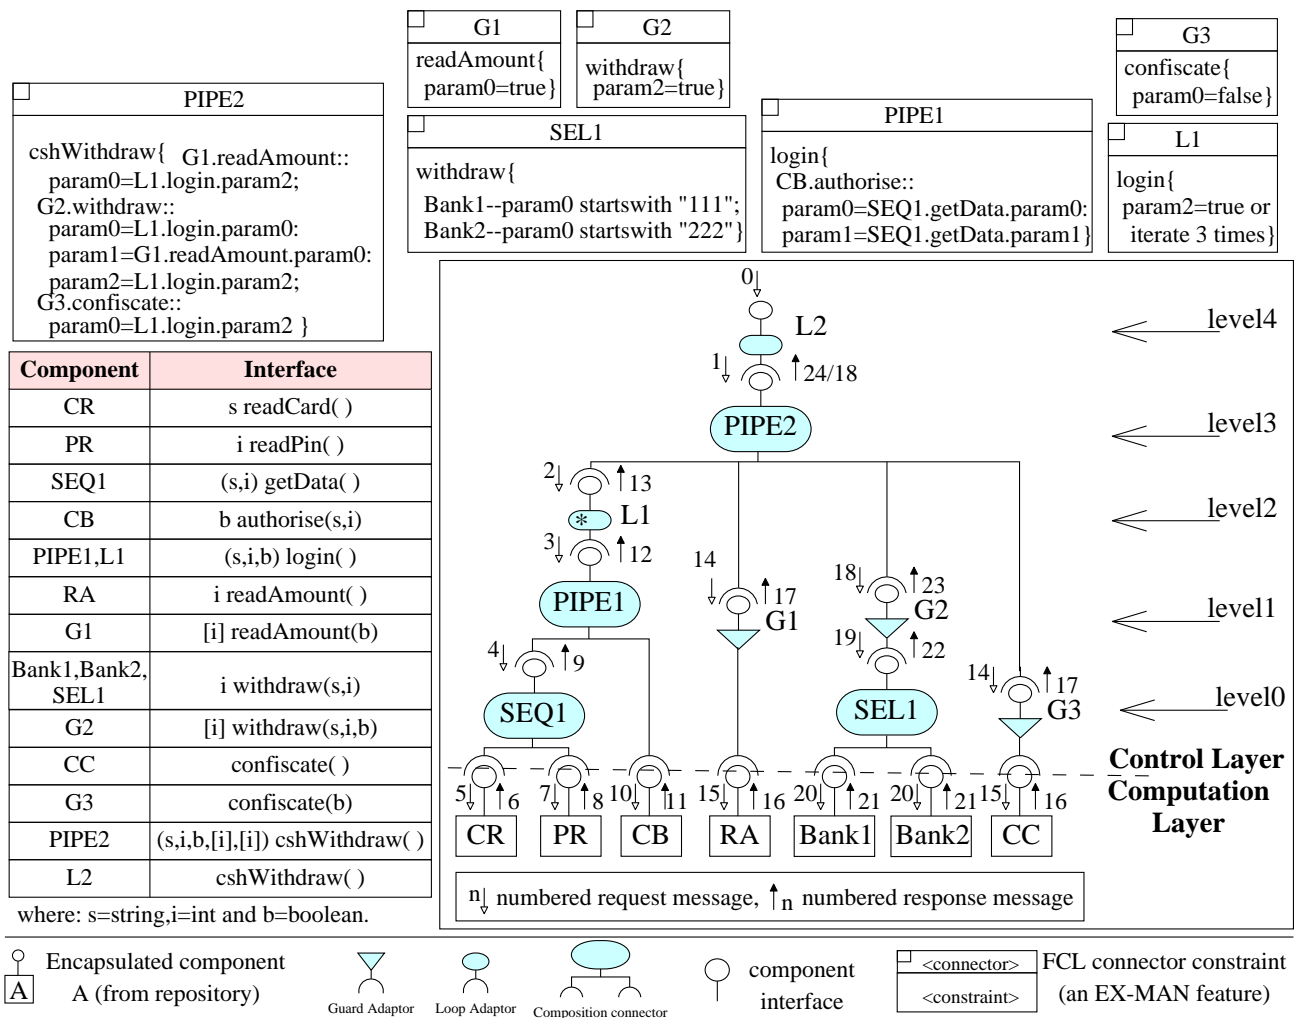 G1
readAmount{
param0=true}
G2
withdraw{
param2=true}
G3
confiscate{
param0=false}
PIPE2
cshWithdraw{ G1.readAmount::
param0=L1.login.param2;
G2.withdraw::
param0=L1.login.param0:
param1=G1.readAmount.param0:
param2=L1.login.param2;
G3.confiscate::
param0=L1.login.param2 }
SEL1
withdraw{
Bank1--param0 startswith "111";
Bank2--param0 startswith "222"}
PIPE1
login{
CB.authorise::
param0=SEQ1.getData.param0:
param1=SEQ1.getData.param1}
L1
login{
param2=true or
iterate 3 times}
Component Interface
CR s readCard( )
PR i readPin( )
SEQ1 (s,i) getData( )
CB b authorise(s,i)
PIPE1,L1 (s,i,b) login( )
RA i readAmount( )
G1 [i] readAmount(b)
Bank1,Bank2,
SEL1 i withdraw(s,i)
G2 [i] withdraw(s,i,b)
CC confiscate( )
G3 confiscate(b)
PIPE2 (s,i,b,[i],[i]) cshWithdraw( )
L2 cshWithdraw( )
where: s=string,i=int and b=boolean.
0
L2
level4
1 24/18
PIPE2
level3
2 13
* L1
level2
3 12
PIPE1
14 17
G1
18 23
G2
level1
19 22
4 9
SEQ1
SEL1
14 17
G3
level0
Control Layer
Computation
Layer
5 6 7 8 10 11 15 16 20 21 20 21 15 16
CR PR CB RA Bank1 Bank2 CC
n numbered request message, n numbered response message
A
Encapsulated component
A (from repository)
Guard Adaptor
Loop Adaptor
Composition connector
component
interface
<connector>
<constraint>
FCL connector constraint
(an EX-MAN feature)